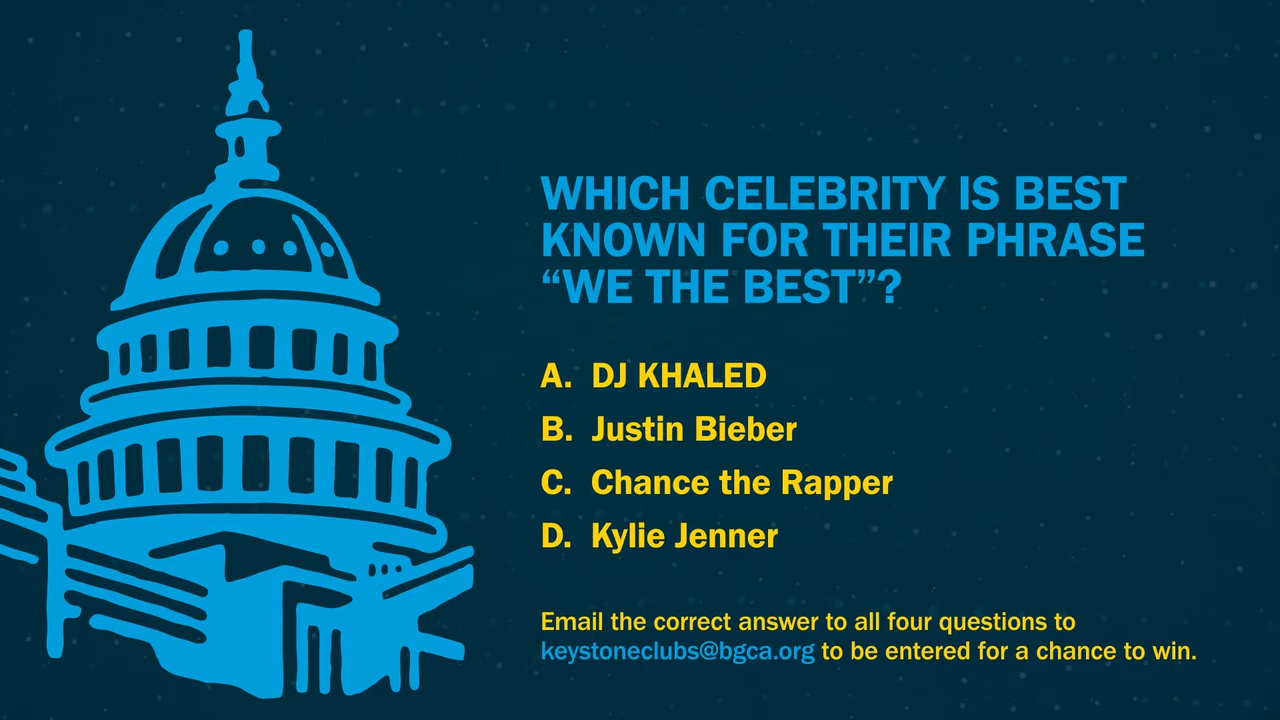 WHICH CELEBRITY IS BEST
KNOWN FOR THEIR PHRASE
“WE THE BEST”?
A. DJ KHALED
B. Justin Bieber
C. Chance the Rapper
D. Kylie Jenner
Email the correct answer to all four questions to
keystoneclubs@bgca.org to be entered for a chance to win.